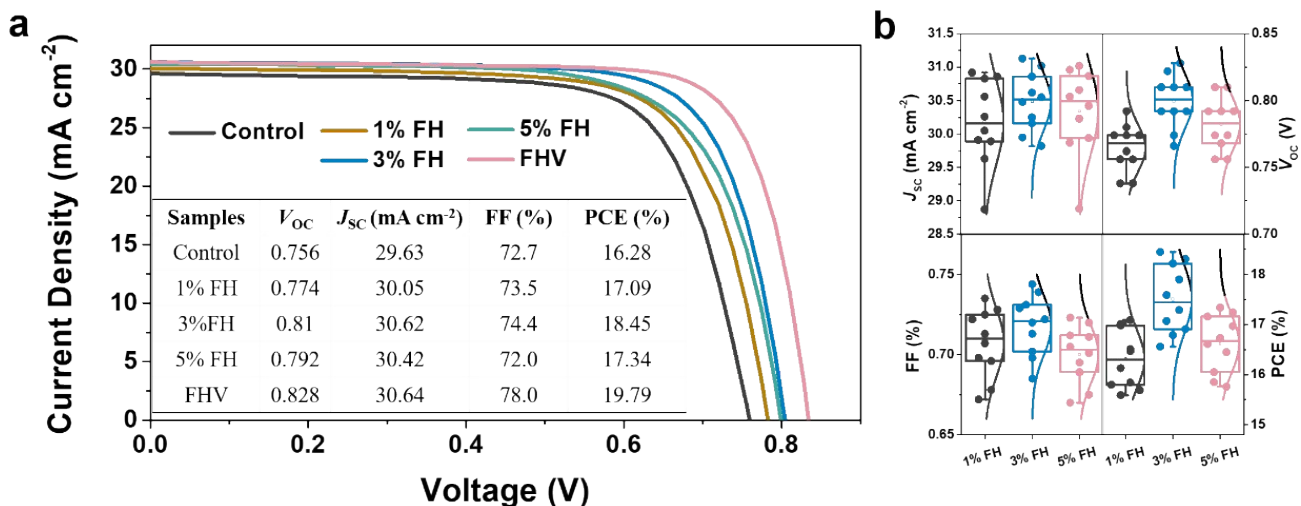 a
Current Density (mA cm⁻²)
30
25
20
15
10
5
0
0.0 0.2 0.4 0.6 0.8
Voltage (V)
Control 1% FH 5% FH
3% FH FHV
Samples V_OC J_SC (mA cm⁻²) FF (%) PCE (%)
Control 0.756 29.63 72.7 16.28
1% FH 0.774 30.05 73.5 17.09
3%FH 0.81 30.62 74.4 18.45
5% FH 0.792 30.42 72.0 17.34
FHV 0.828 30.64 78.0 19.79
b
J_SC (mA cm⁻²)
31.5
31.0
30.5
30.0
29.5
29.0
28.5
0.85
0.80
0.75
0.70
V_OC (V)
FF (%)
0.75
0.70
0.65
18
17
16
15
PCE (%)
1% FH 3% FH 5% FH 1% FH 3% FH 5% FH